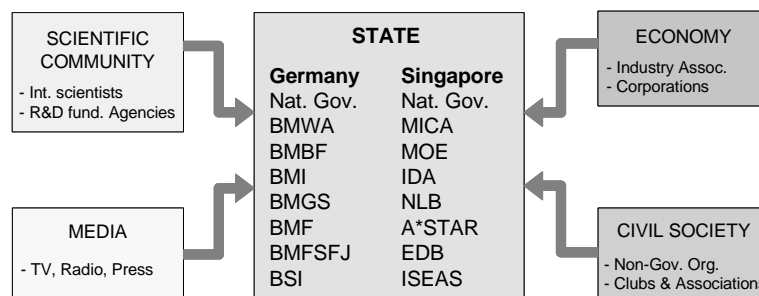 SCIENTIFIC
COMMUNITY
- Int. scientists
- R&D fund. Agencies
MEDIA
- TV, Radio, Press
STATE
Germany Singapore
Nat. Gov. Nat. Gov.
BMWA MICA
BMBF MOE
BMI IDA
BMGS NLB
BMF A*STAR
BMFSFJ EDB
BSI ISEAS
ECONOMY
- Industry Assoc.
- Corporations
CIVIL SOCIETY
- Non-Gov. Org.
- Clubs & Associations